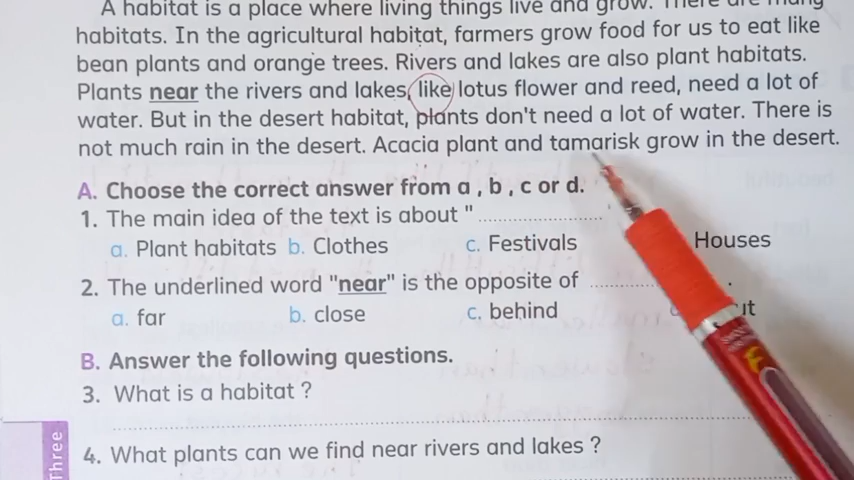 A habitat is a place where living things live and grow. There are many
habitats. In the agricultural habitat, farmers grow food for us to eat like
bean plants and orange trees. Rivers and lakes are also plant habitats.
Plants near the rivers and lakes, like lotus flower and reed, need a lot of
water. But in the desert habitat, plants don't need a lot of water. There is
not much rain in the desert. Acacia plant and tamarisk grow in the desert.
A. Choose the correct answer from a , b , c or d.
1. The main idea of the text is about "....................
a. Plant habitats b. Clothes c. Festivals Houses
2. The underlined word "near" is the opposite of ............
a. far b. close c. behind
B. Answer the following questions.
3. What is a habitat ?
4. What plants can we find near rivers and lakes ?
Three